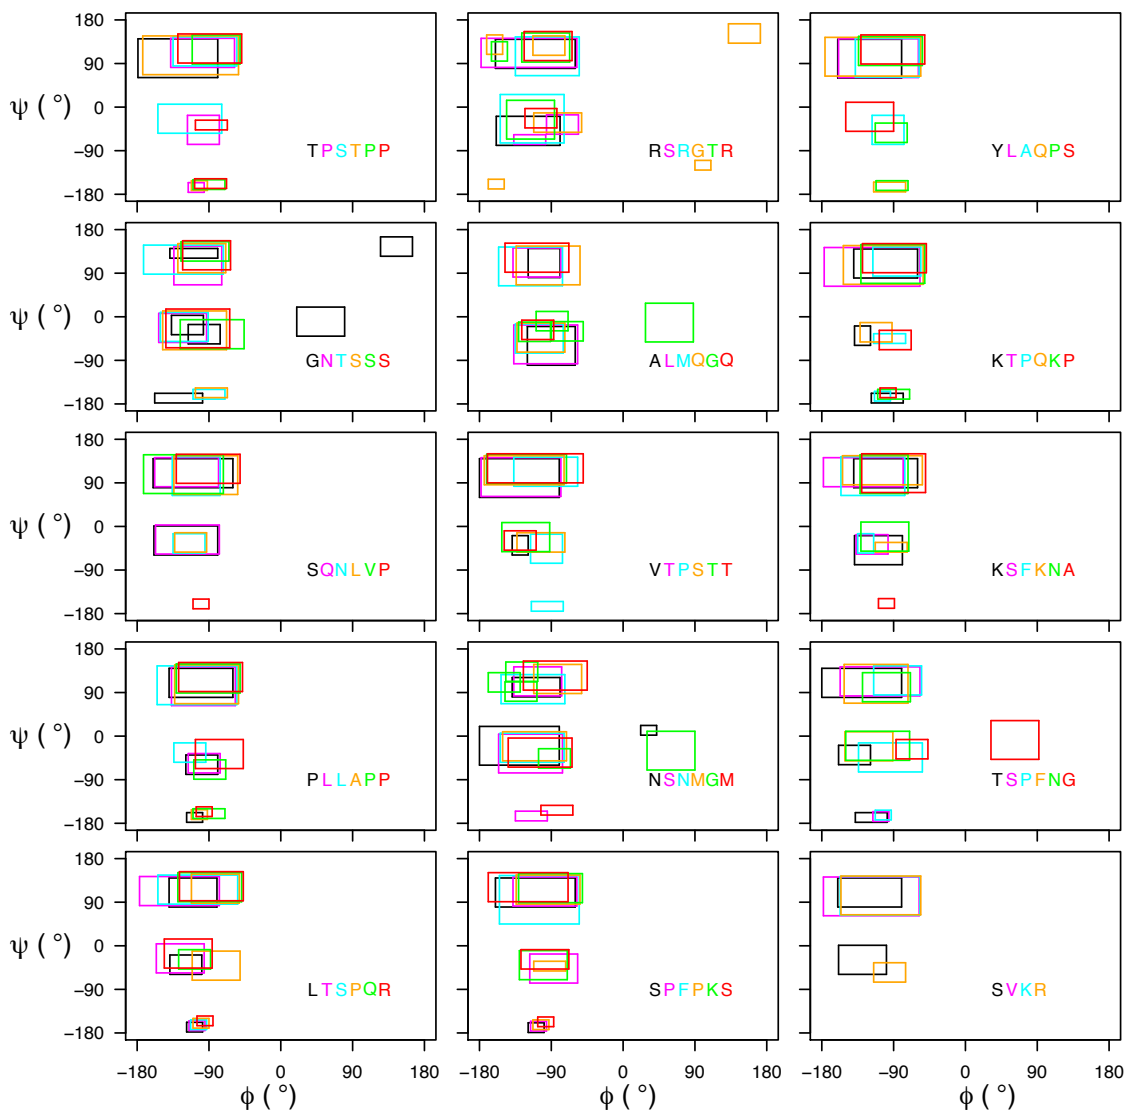 180
90
0
−90
−180
ψ ( °)
TPSTPP
RSRGTR
YLAQPS
180
90
0
−90
−180
ψ ( °)
GNTSSS
ALMQGQ
KTPQKP
180
90
0
−90
−180
ψ ( °)
SQNLVP
VTPSTT
KSFKNA
180
90
0
−90
−180
ψ ( °)
PLLAPP
NSNMGM
TSPFNG
180
90
0
−90
−180
ψ ( °)
LTSPQR
SPFPKS
SVKR
−180 −90 0 90 180
−180 −90 0 90 180
−180 −90 0 90 180
ϕ ( °)
ϕ ( °)
ϕ ( °)